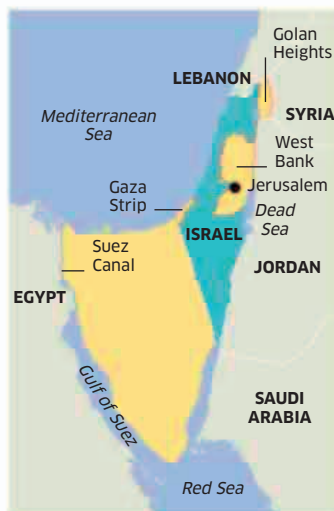 Golan
Heights
LEBANON
SYRIA
Mediterranean
Sea
West
Bank
Gaza
Strip
Jerusalem
Dead
Sea
ISRAEL
Suez
Canal
JORDAN
EGYPT
Gulf of Suez
SAUDI
ARABIA
Red Sea